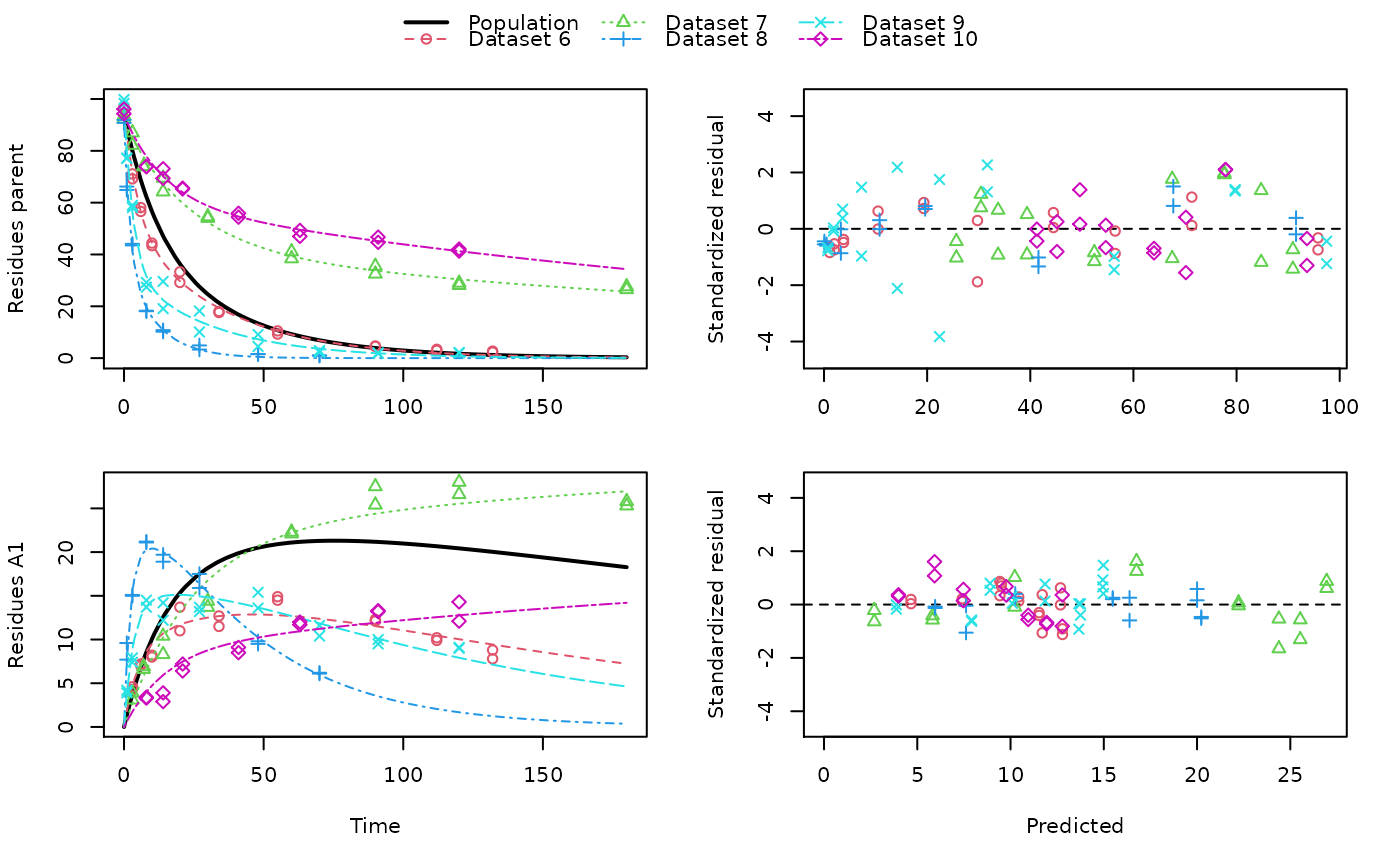 Population Dataset 7 Dataset 9
Dataset 6 Dataset 8 Dataset 10
Residues parent
0 20 40 60 80
0 50 100 150
Standardized residual
-4 -2 0 2 4
0 20 40 60 80 100
Residues A1
0 5 10 20
0 50 100 150
Time
Standardized residual
-4 -2 0 2 4
0 5 10 15 20 25
Predicted